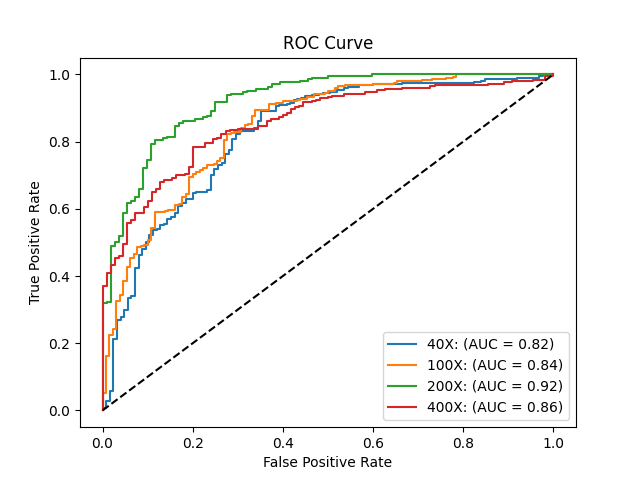 ROC Curve
1.0
0.8
0.6
0.4
0.2
0.0
True Positive Rate
40X: (AUC = 0.82)
100X: (AUC = 0.84)
200X: (AUC = 0.92)
400X: (AUC = 0.86)
0.0 0.2 0.4 0.6 0.8 1.0
False Positive Rate